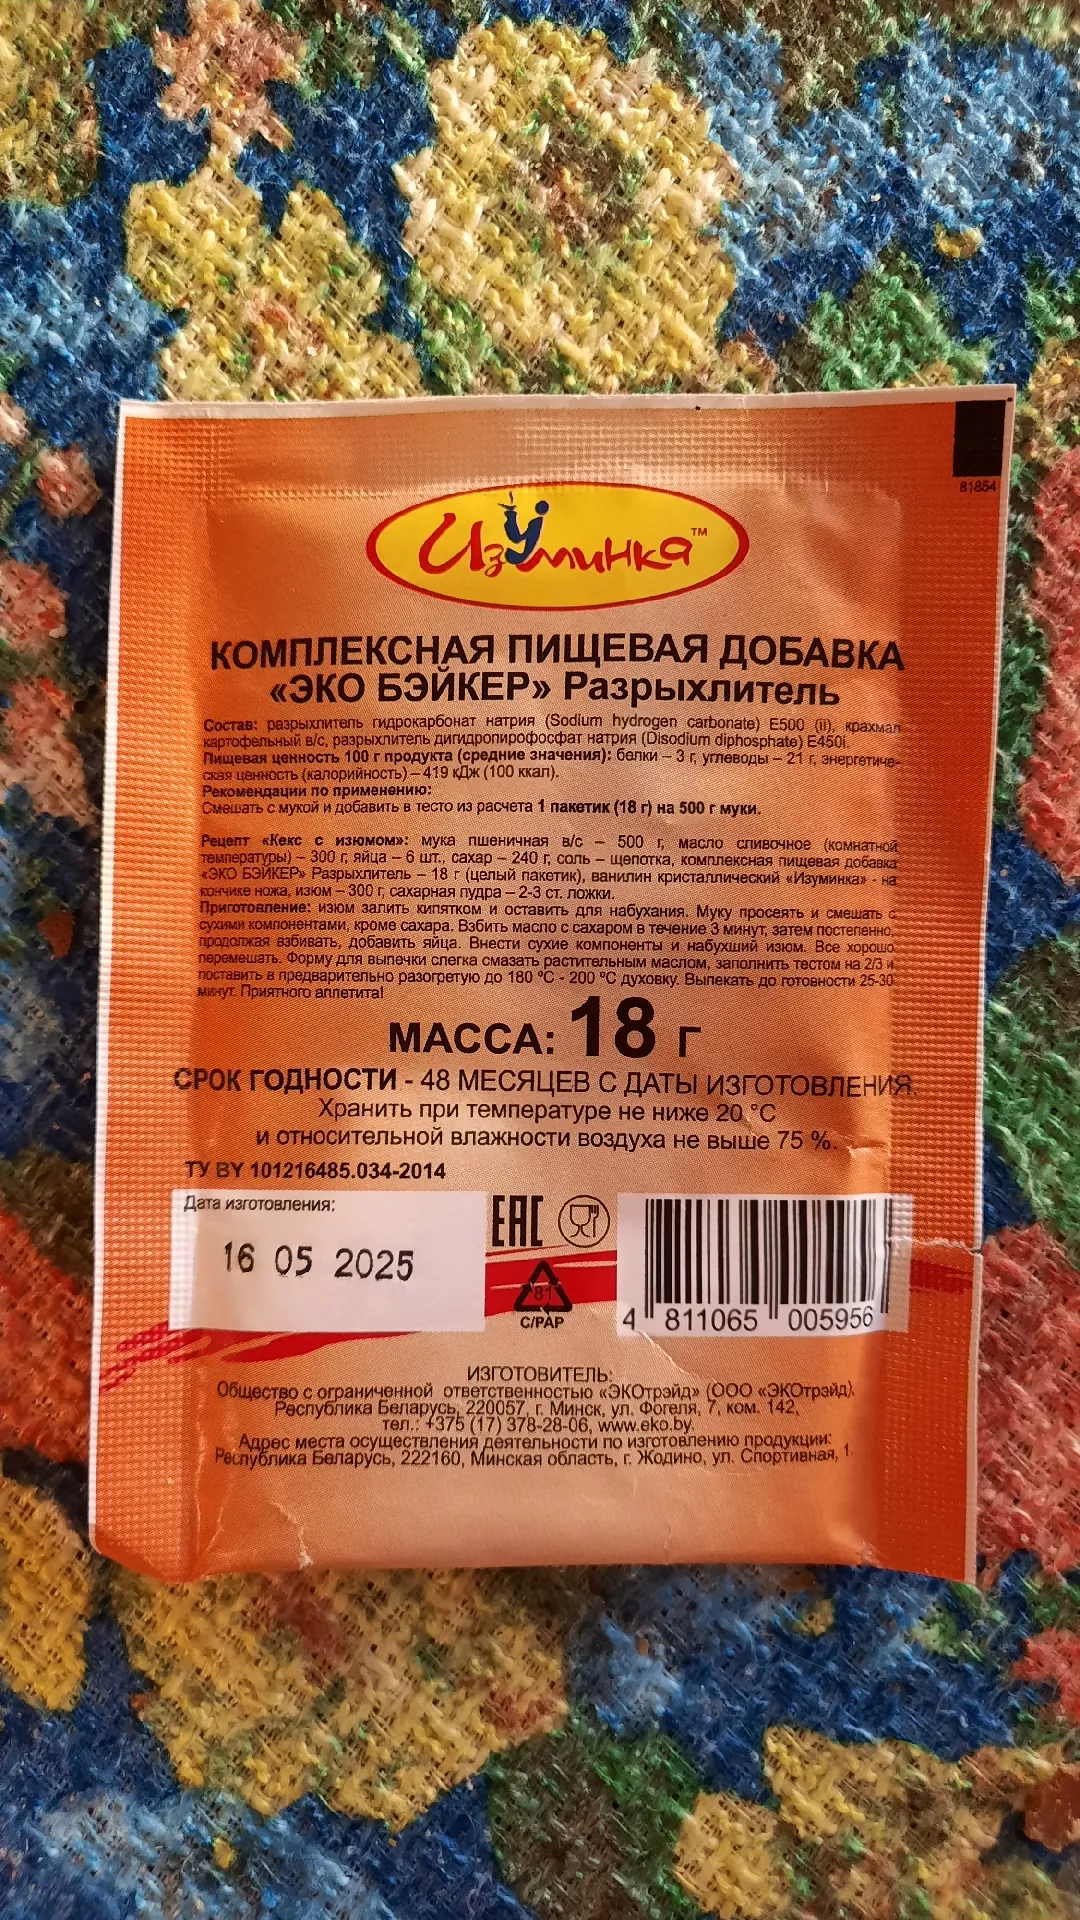 81854
Изуминка™
КОМПЛЕКСНАЯ ПИЩЕВАЯ ДОБАВКА
«ЭКО БЭЙКЕР» Разрыхлитель
Состав: разрыхлитель гидрокарбонат натрия (Sodium hydrogen carbonate) Е500 (ii), крахмал
картофельный в/с, разрыхлитель дигидропирофосфат натрия (Disodium diphosphate) Е450i.
Пищевая ценность 100 г продукта (средние значения): белки – 3 г, углеводы – 21 г, энергетиче-
ская ценность (калорийность) – 419 кДж (100 ккал).
Рекомендации по применению:
Смешать с мукой и добавить в тесто из расчета 1 пакетик (18 г) на 500 г муки.
Рецепт «Кекс с изюмом»: мука пшеничная в/с – 500 г, масло сливочное (комнатной
температуры) – 300 г, яйца – 6 шт., сахар – 240 г, соль – щепотка, комплексная пищевая добавка
«ЭКО БЭЙКЕР» Разрыхлитель – 18 г (целый пакетик), ванилин кристаллический «Изуминка» - на
кончике ножа, изюм – 300 г, сахарная пудра – 2-3 ст. ложки.
Приготовление: изюм залить кипятком и оставить для набухания. Муку просеять и смешать с
сухими компонентами, кроме сахара. Взбить масло с сахаром в течение 3 минут, затем постепенно,
продолжая взбивать, добавить яйца. Внести сухие компоненты и набухший изюм. Все хорошо
перемешать. Форму для выпечки слегка смазать растительным маслом, заполнить тестом на 2/3 и
поставить в предварительно разогретую до 180 ºС - 200 ºС духовку. Выпекать до готовности 25-30
минут. Приятного аппетита!
МАССА: 18 г
СРОК ГОДНОСТИ - 48 МЕСЯЦЕВ С ДАТЫ ИЗГОТОВЛЕНИЯ.
Хранить при температуре не ниже 20 °С
и относительной влажности воздуха не выше 75 %.
ТУ BY 101216485.034-2014
Дата изготовления:
16 05 2025
ЕАС
81
C/PAP
4 811065 005956
ИЗГОТОВИТЕЛЬ:
Общество с ограниченной ответственностью «ЭКОтрэйд» (ООО «ЭКОтрэйд),
Республика Беларусь, 220057, г. Минск, ул. Фогеля, 7, ком. 142,
тел.: +375 (17) 378-28-06, www.eko.by.
Адрес места осуществления деятельности по изготовлению продукции:
Республика Беларусь, 222160, Минская область, г. Жодино, ул. Спортивная, 1.